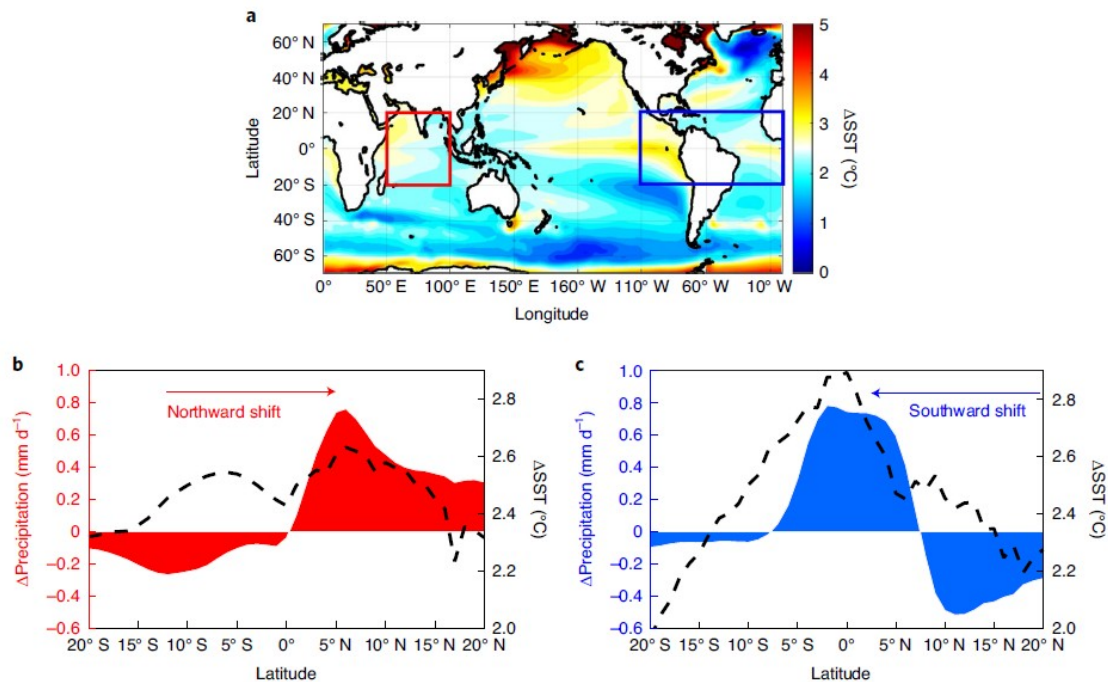 a
60° N
40° N
20° N
0°
20° S
40° S
60° S
Latitude
0°
50° E
100° E
150° E
160° W
110° W
60° W
10° W
Longitude
5
4
3
2
1
0
ΔSST (°C)
b
1.0
0.8
0.6
0.4
0.2
0
−0.2
−0.4
−0.6
ΔPrecipitation (mm d⁻¹)
Northward shift
2.8
2.6
2.4
2.2
2.0
ΔSST (°C)
20° S
15° S
10° S
5° S
0°
5° N
10° N
15° N
20° N
Latitude
c
1.0
0.8
0.6
0.4
0.2
0
−0.2
−0.4
−0.6
ΔPrecipitation (mm d⁻¹)
Southward shift
2.8
2.6
2.4
2.2
2.0
ΔSST (°C)
20° S
15° S
10° S
5° S
0°
5° N
10° N
15° N
20° N
Latitude